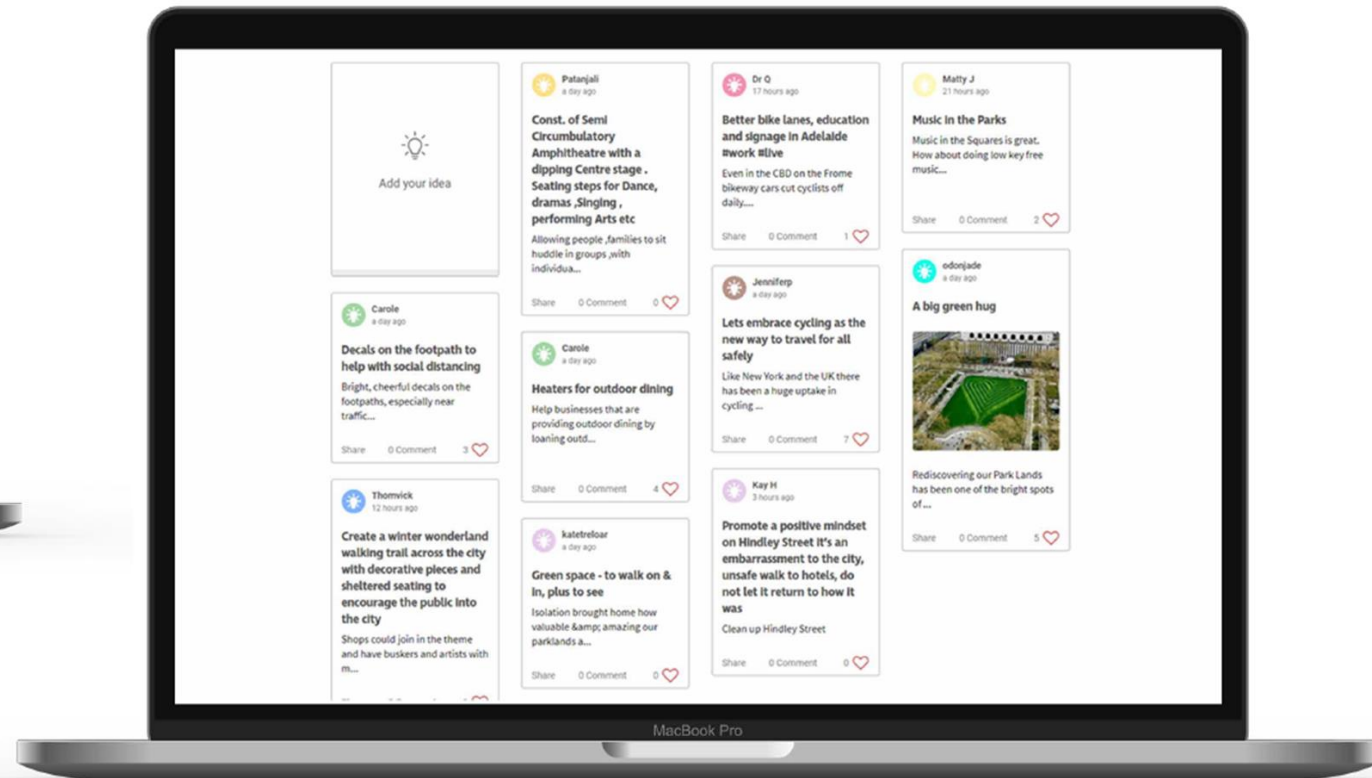 Add your idea
Carole
a day ago
Decals on the footpath to
help with social distancing
Bright, cheerful decals on the
footpaths, especially near
traffic...
Share 0 Comment 3
Thomvick
12 hours ago
Create a winter wonderland
walking trail across the city
with decorative pieces and
sheltered seating to
encourage the public into
the city
Shops could join in the theme
and have buskers and artists with
m...
Patanjali
a day ago
Const. of Semi
Circumbulatory
Amphitheatre with a
dipping Centre stage .
Seating steps for Dance,
dramas ,Singing ,
performing Arts etc
Allowing people ,families to sit
huddle in groups ,with
individua...
Share 0 Comment 0
Carole
a day ago
Heaters for outdoor dining
Help businesses that are
providing outdoor dining by
loaning outd...
Share 0 Comment 4
katetreloar
a day ago
Green space - to walk on &
in, plus to see
Isolation brought home how
valuable &amp; amazing our
parklands a...
Share 0 Comment 0
Dr Q
17 hours ago
Better bike lanes, education
and signage in Adelaide
#work #live
Even in the CBD on the Frome
bikeway cars cut cyclists off
daily....
Share 0 Comment 1
Jenniferp
a day ago
Lets embrace cycling as the
new way to travel for all
safely
Like New York and the UK there
has been a huge uptake in
cycling ...
Share 0 Comment 7
Kay H
3 hours ago
Promote a positive mindset
on Hindley Street it's an
embarrassment to the city,
unsafe walk to hotels, do
not let it return to how it
was
Clean up Hindley Street
Share 0 Comment 0
Matty J
21 hours ago
Music in the Parks
Music in the Squares is great.
How about doing low key free
music...
Share 0 Comment 2
odonjade
a day ago
A big green hug
Rediscovering our Park Lands
has been one of the bright spots
of...
Share 0 Comment 5
MacBook Pro